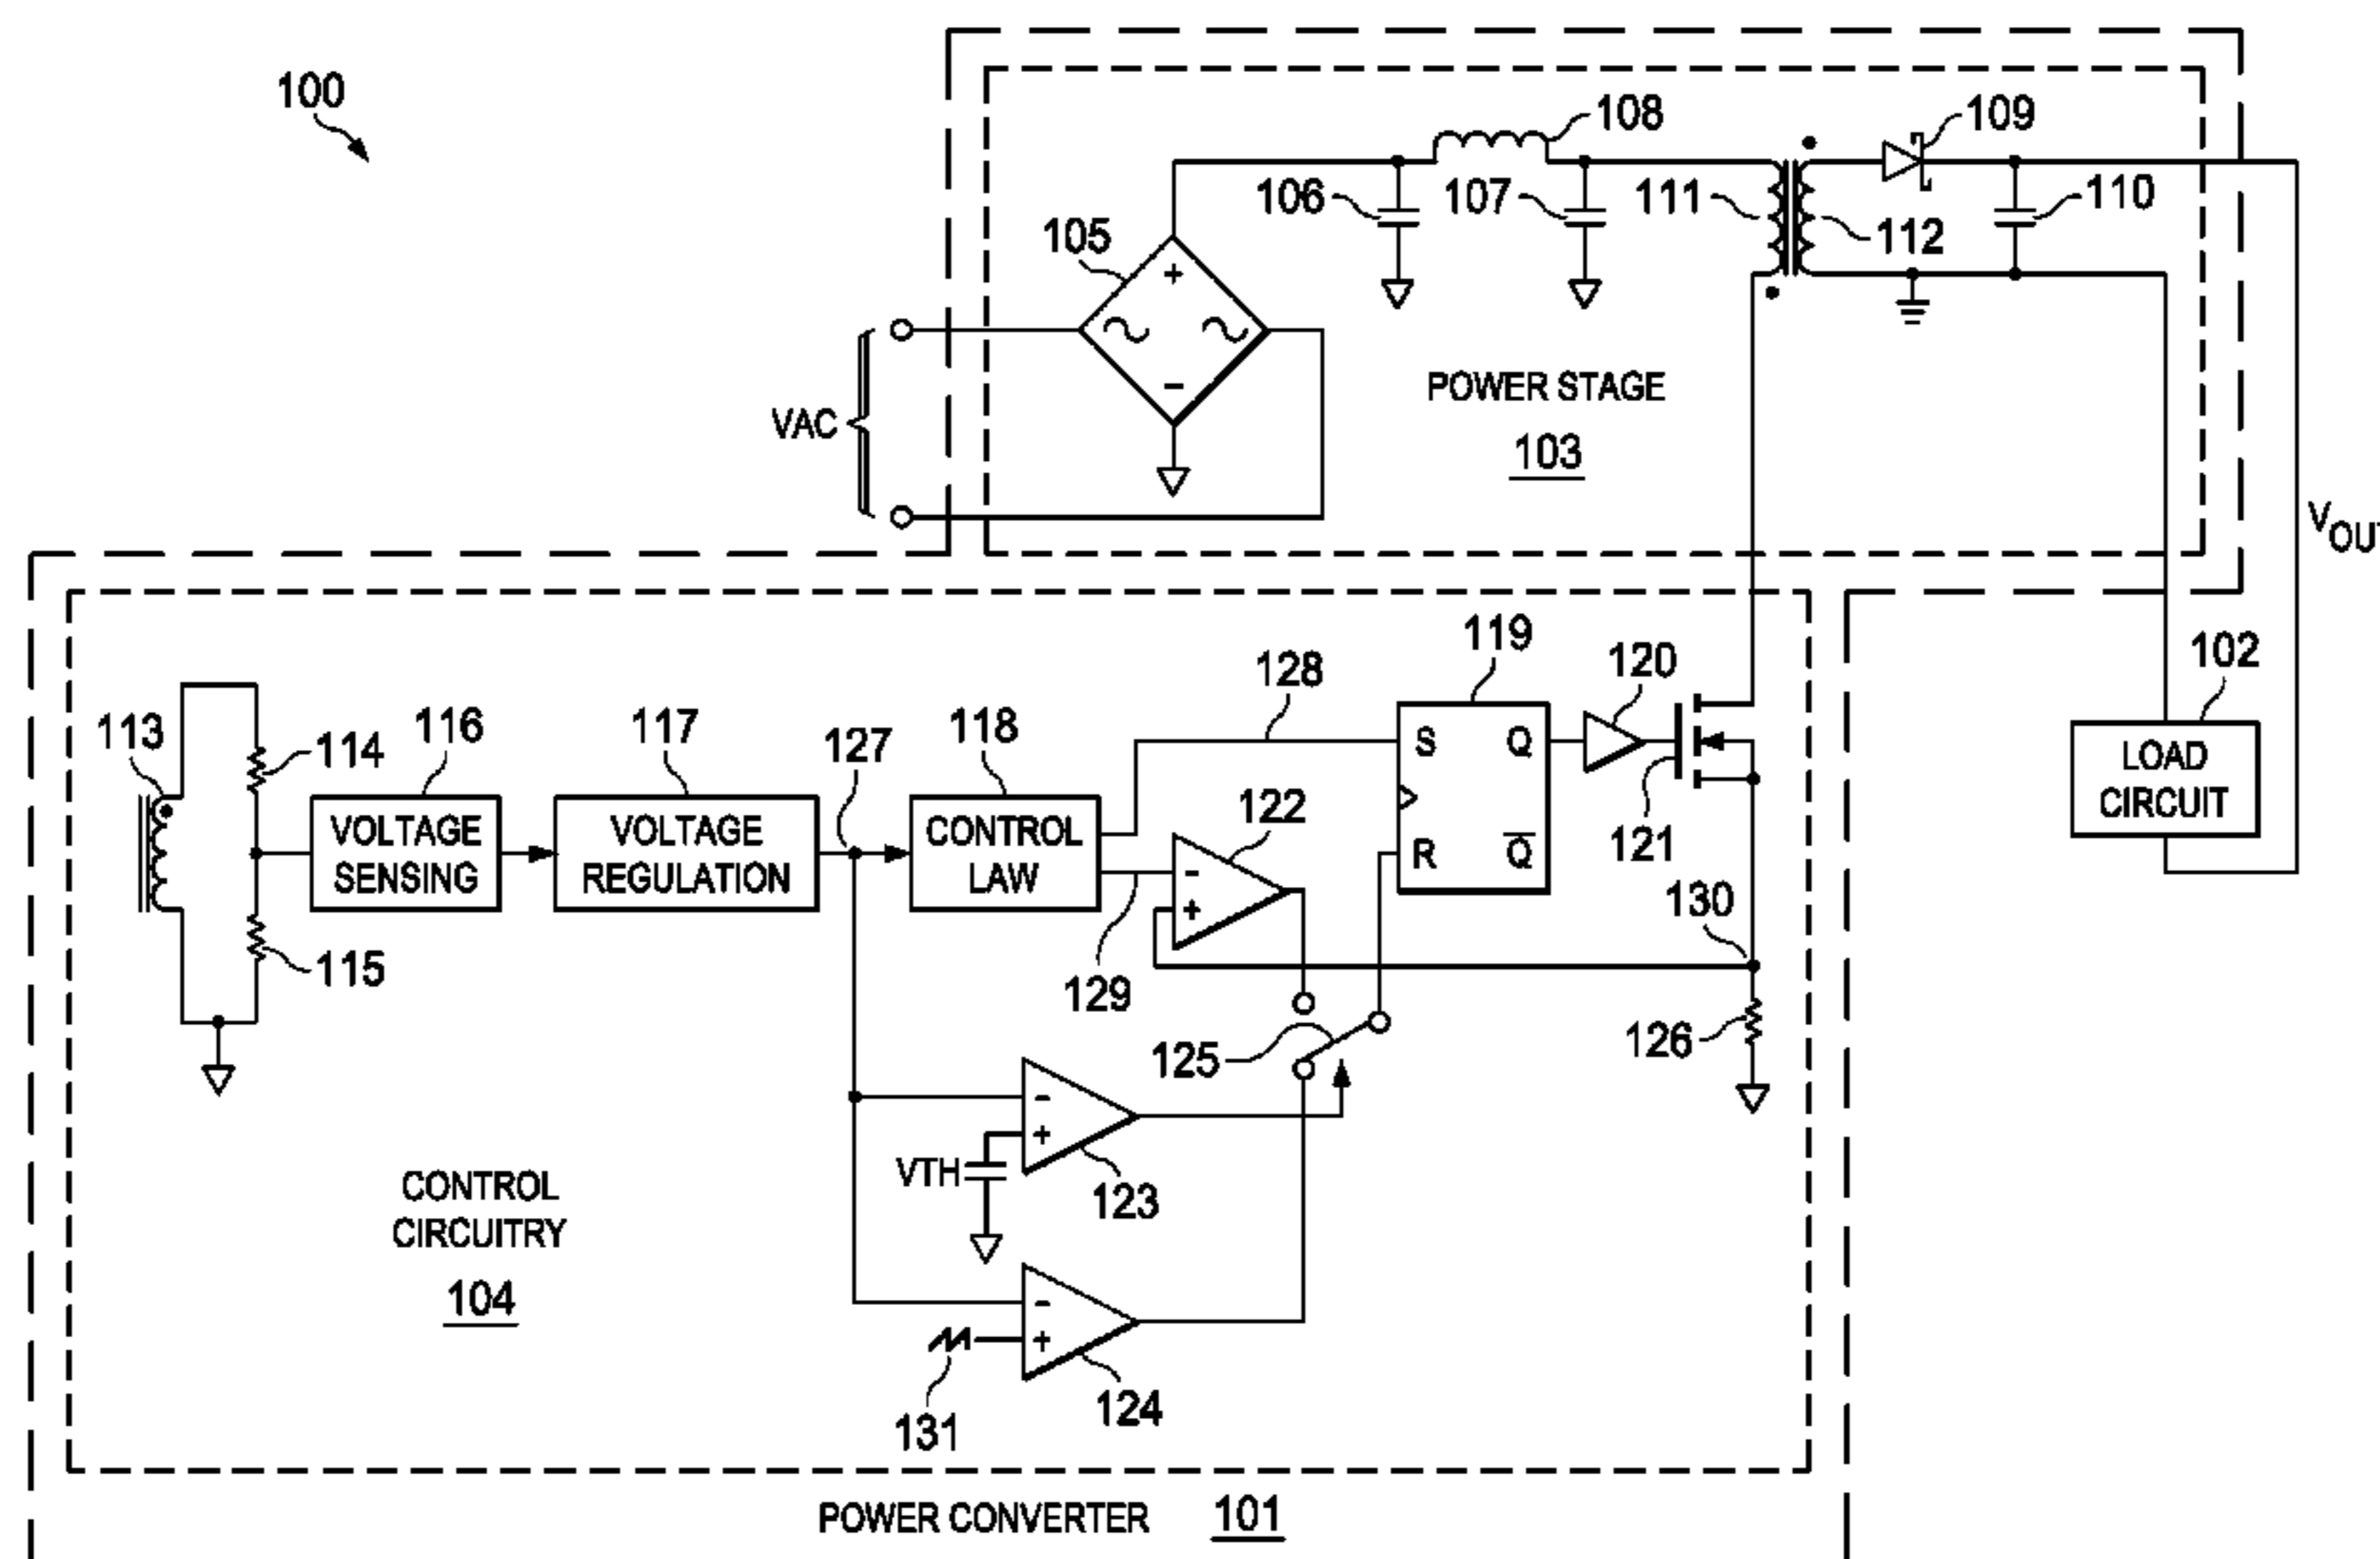 100
108
109
106
107
111
112
110
105
+
-
VAC
POWER STAGE
103
VOUT
119
120
128
102
113
114
116
117
127
118
S
Q
LOAD
CIRCUIT
121
122
VOLTAGE
SENSING
VOLTAGE
REGULATION
CONTROL
LAW
-
+
R
Q
130
115
129
125
126
-
+
VTH
123
CONTROL
CIRCUITRY
104
-
+
131
124
POWER CONVERTER 101